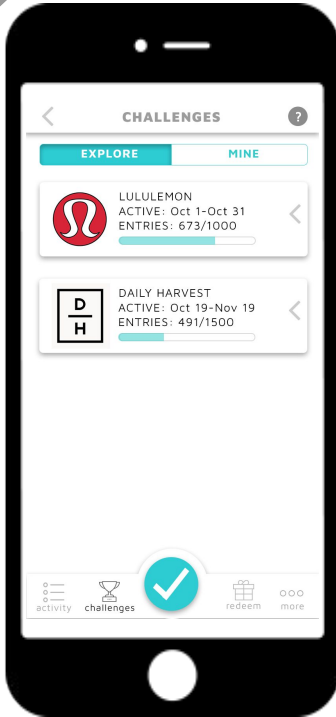 CHALLENGES ?
EXPLORE MINE
LULULEMON
ACTIVE: Oct 1-Oct 31
ENTRIES: 673/1000
D
H
DAILY HARVEST
ACTIVE: Oct 19-Nov 19
ENTRIES: 491/1500
activity challenges redeem more